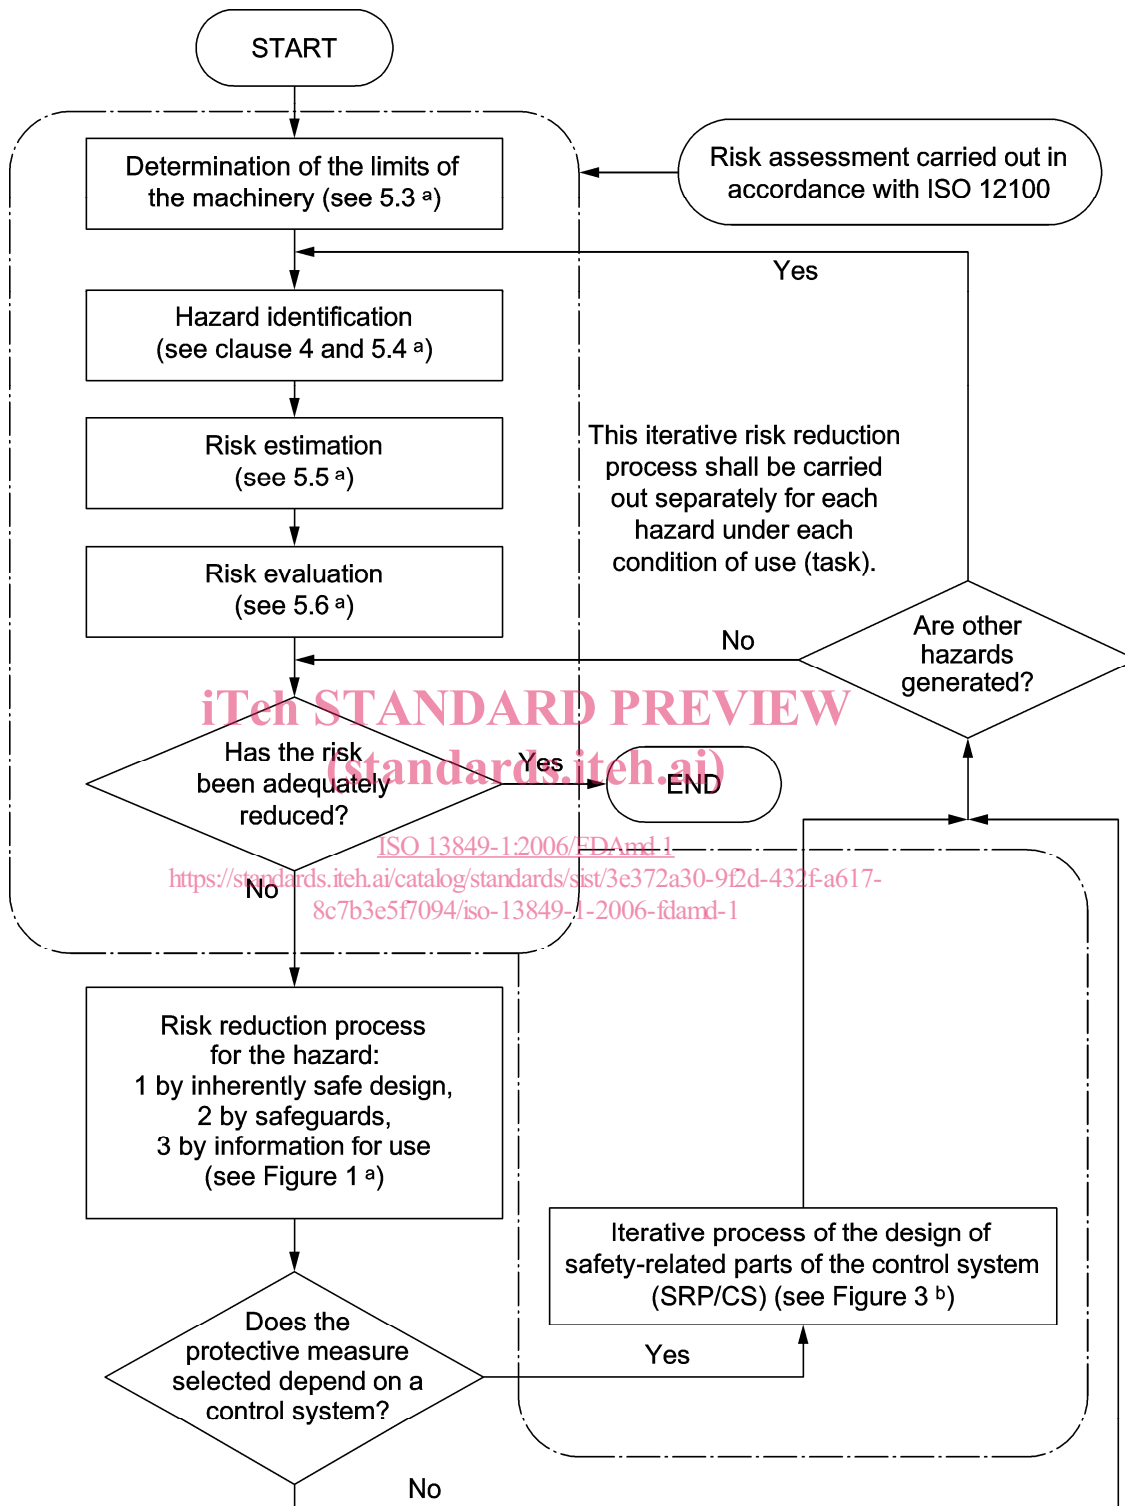 START
Determination of the limits of
the machinery (see 5.3 ᵃ)
Risk assessment carried out in
accordance with ISO 12100
Yes
Hazard identification
(see clause 4 and 5.4 ᵃ)
Risk estimation
(see 5.5 ᵃ)
This iterative risk reduction
process shall be carried
out separately for each
hazard under each
condition of use (task).
Risk evaluation
(see 5.6 ᵃ)
No
Are other
hazards
generated?
iTeh STANDARD PREVIEW
(standards.iteh.ai)
Has the risk
been adequately
reduced?
Yes
END
ISO 13849-1:2006/FDAmd 1
https://standards.iteh.ai/catalog/standards/sist/3e372a30-9f2d-432f-a617-
8c7b3e5f7094/iso-13849-1-2006-fdamd-1
No
Risk reduction process
for the hazard:
1 by inherently safe design,
2 by safeguards,
3 by information for use
(see Figure 1 ᵃ)
Iterative process of the design of
safety-related parts of the control system
(SRP/CS) (see Figure 3 ᵇ)
Does the
protective measure
selected depend on a
control system?
Yes
No